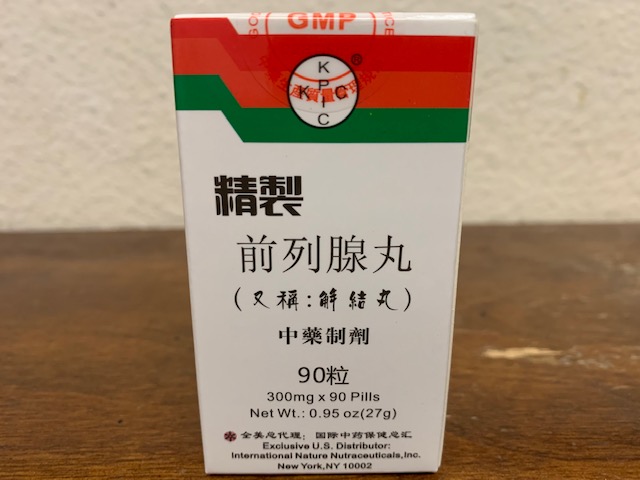 GMP
KPIC
KPIC
®
精製
前列腺丸
(又稱:解結丸)
中藥制劑
90粒
300mg x 90 Pills
Net Wt.: 0.95 oz(27g)
全美总代理: 国际中药保健总汇
Exclusive U.S. Distributor:
International Nature Nutraceuticals,Inc.
New York,NY 10002